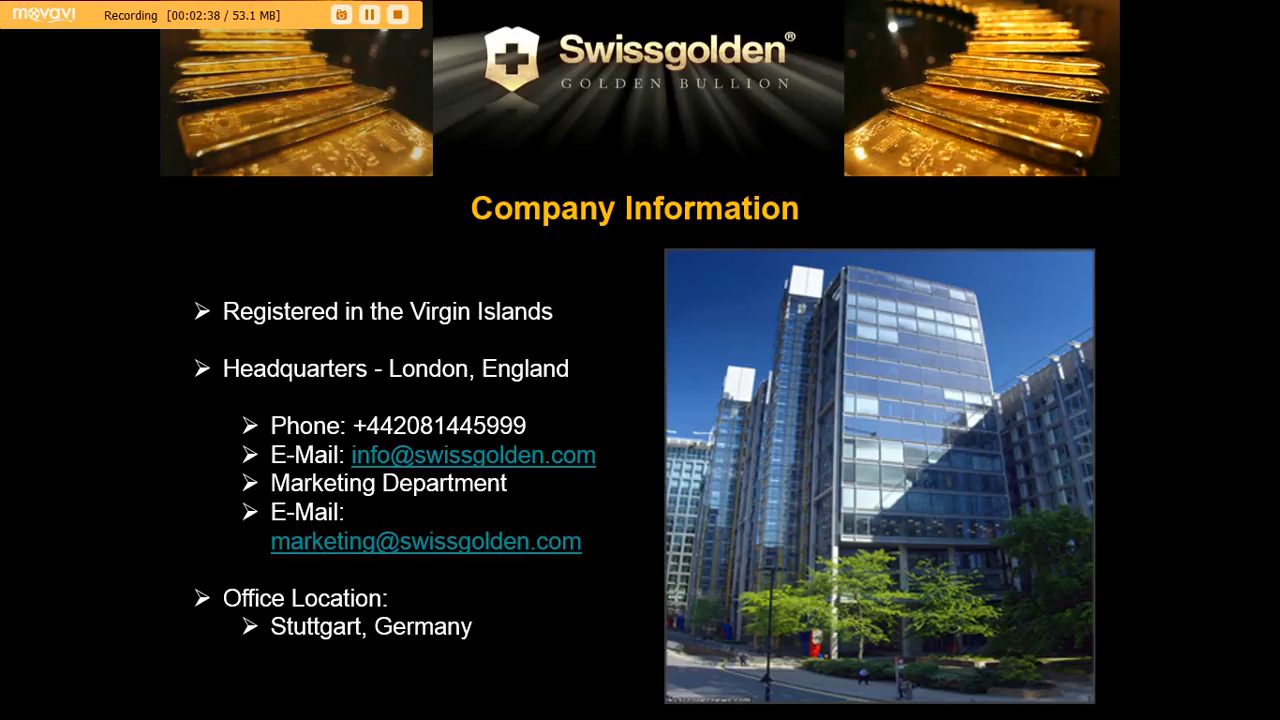 movavi Recording [00:02:38 / 53.1 MB]
Swissgolden®
GOLDEN BULLION
Company Information
➢ Registered in the Virgin Islands
➢ Headquarters - London, England
➢ Phone: +442081445999
➢ E-Mail: info@swissgolden.com
➢ Marketing Department
➢ E-Mail:
marketing@swissgolden.com
➢ Office Location:
➢ Stuttgart, Germany